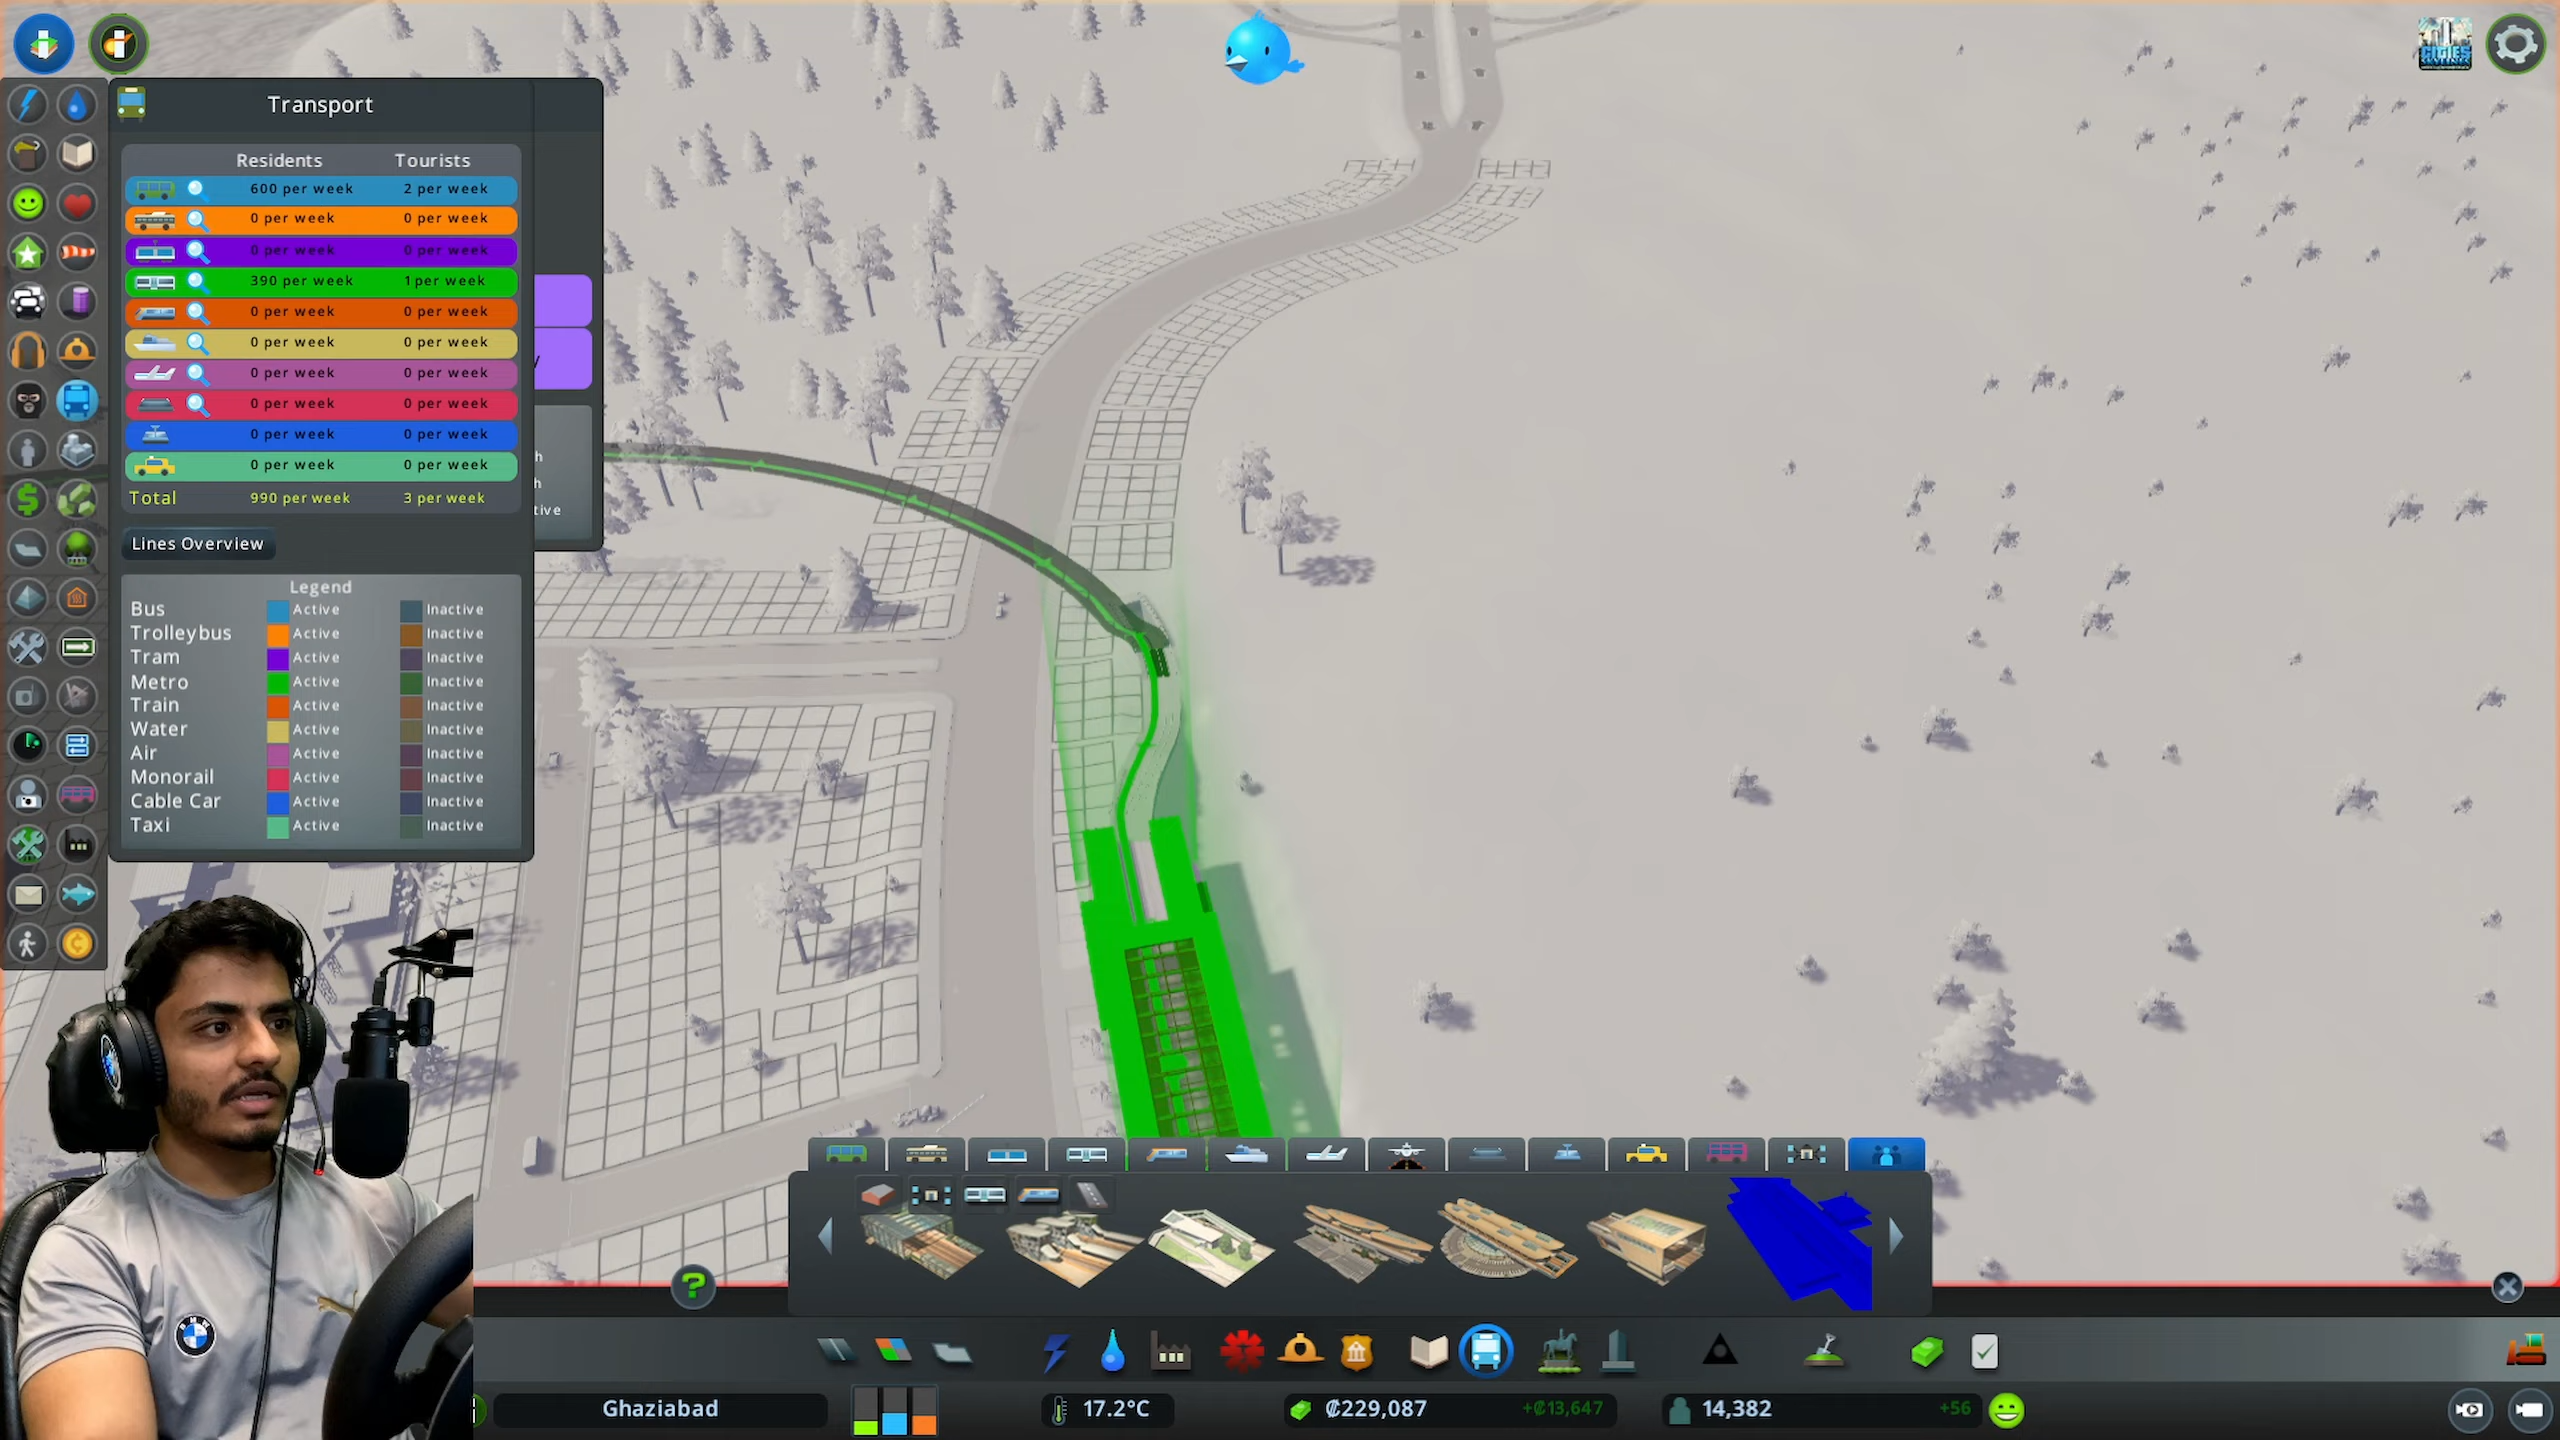 Transport
Residents Tourists
600 per week 2 per week
0 per week 0 per week
0 per week 0 per week
390 per week 1 per week
0 per week 0 per week
0 per week 0 per week
0 per week 0 per week
0 per week 0 per week
0 per week 0 per week
0 per week 0 per week
Total 990 per week 3 per week
Lines Overview
Legend
Bus Active Inactive
Trolleybus Active Inactive
Tram Active Inactive
Metro Active Inactive
Train Active Inactive
Water Active Inactive
Air Active Inactive
Monorail Active Inactive
Cable Car Active Inactive
Taxi Active Inactive
y
h
h
tive
CITIES
BMW
?
Ghaziabad
17.2°C
₡229,087
+₡13,647
14,382
+56